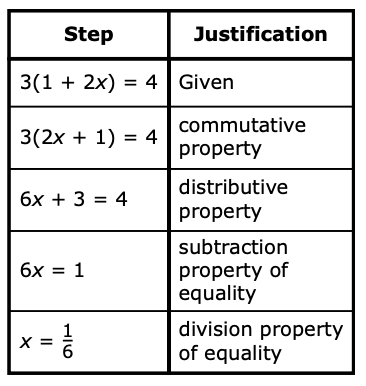 Step Justification
3(1 + 2x) = 4 Given
3(2x + 1) = 4 commutative
property
6x + 3 = 4 distributive
property
6x = 1 subtraction
property of
equality
x = 1/6 division property
of equality